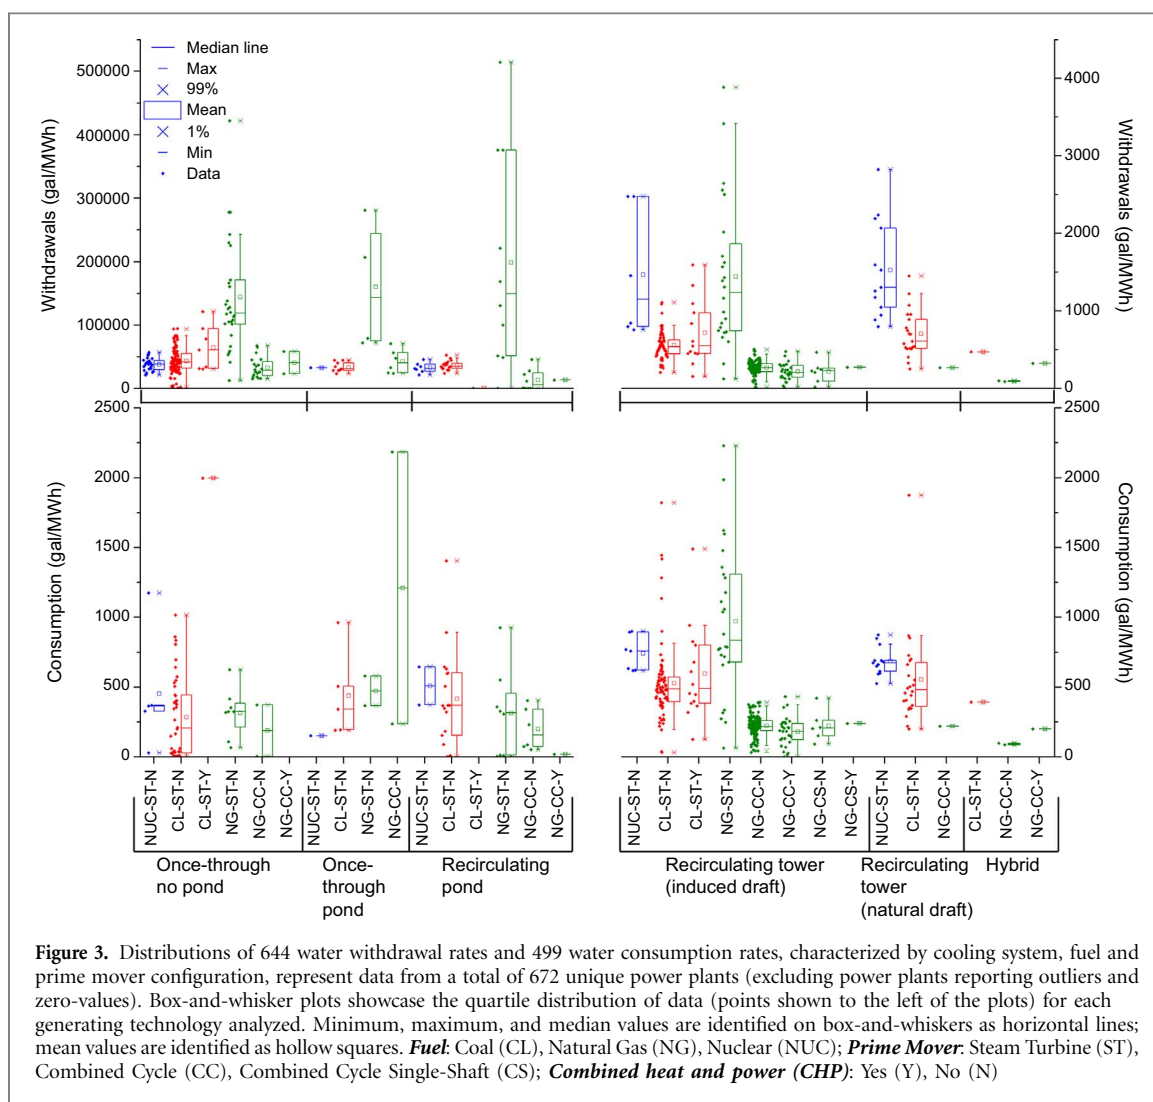 Median line
Max
99%
Mean
1%
Min
Data
Withdrawals (gal/MWh)
500000
400000
300000
200000
100000
0
4000
3000
2000
1000
0
Withdrawals (gal/MWh)
Consumption (gal/MWh)
2500
2000
1500
1000
500
0
2500
2000
1500
1000
500
0
Consumption (gal/MWh)
NUC-ST-N
CL-ST-N
CL-ST-Y
NG-ST-N
NG-CC-N
NG-CC-Y
NUC-ST-N
CL-ST-N
NG-ST-N
NG-CC-N
NUC-ST-N
CL-ST-N
CL-ST-Y
NG-ST-N
NG-CC-N
NG-CC-Y
NUC-ST-N
CL-ST-N
CL-ST-Y
NG-ST-N
NG-CC-N
NG-CC-Y
NG-CS-N
NG-CS-Y
NUC-ST-N
CL-ST-N
NG-CC-N
CL-ST-N
NG-CC-N
NG-CC-Y
Once-through
no pond
Once-
through
pond
Recirculating
pond
Recirculating tower
(induced draft)
Recirculating
tower
(natural draft)
Hybrid
Figure 3. Distributions of 644 water withdrawal rates and 499 water consumption rates, characterized by cooling system, fuel and
prime mover configuration, represent data from a total of 672 unique power plants (excluding power plants reporting outliers and
zero-values). Box-and-whisker plots showcase the quartile distribution of data (points shown to the left of the plots) for each
generating technology analyzed. Minimum, maximum, and median values are identified on box-and-whiskers as horizontal lines;
mean values are identified as hollow squares. Fuel: Coal (CL), Natural Gas (NG), Nuclear (NUC); Prime Mover: Steam Turbine (ST),
Combined Cycle (CC), Combined Cycle Single-Shaft (CS); Combined heat and power (CHP): Yes (Y), No (N)